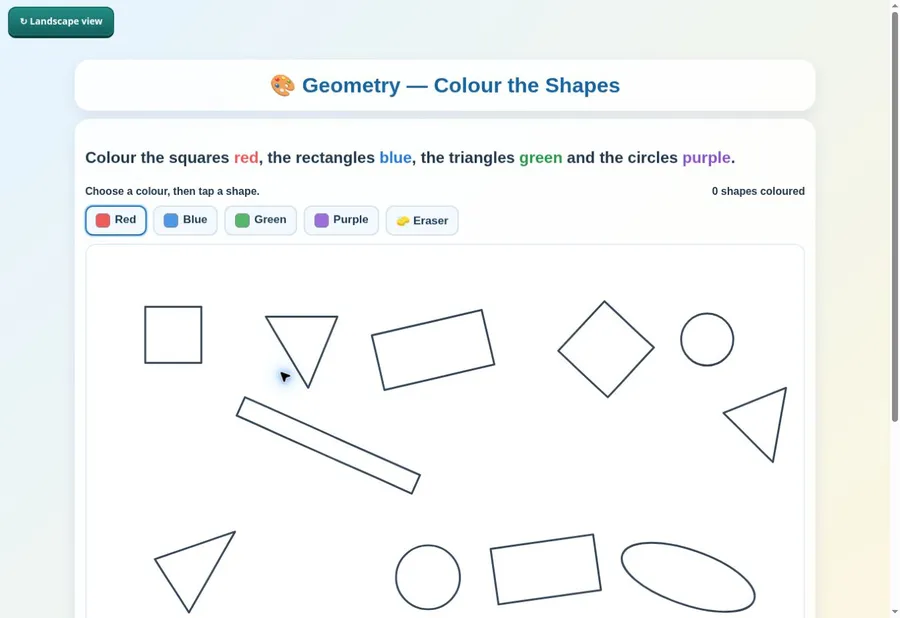 ↻ Landscape view
🎨 Geometry — Colour the Shapes
Colour the squares red, the rectangles blue, the triangles green and the circles purple.
Choose a colour, then tap a shape. 0 shapes coloured
Red Blue Green Purple 🧽 Eraser